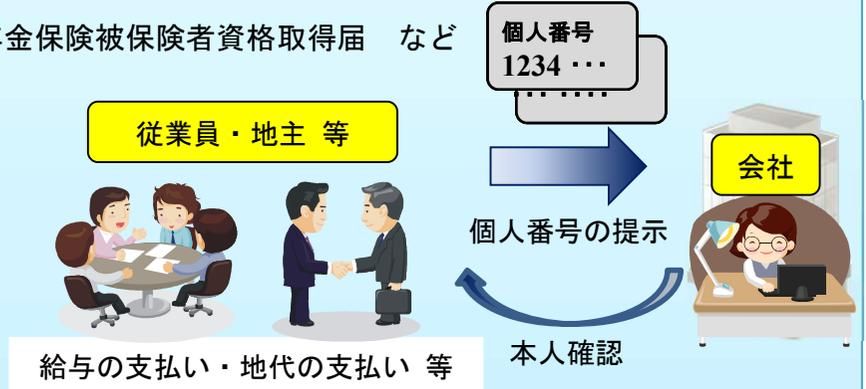 金保険被保険者資格取得届　など
個人番号
1234 ･･･
従業員・地主 等
会社
個人番号の提示
本人確認
給与の支払い・地代の支払い 等